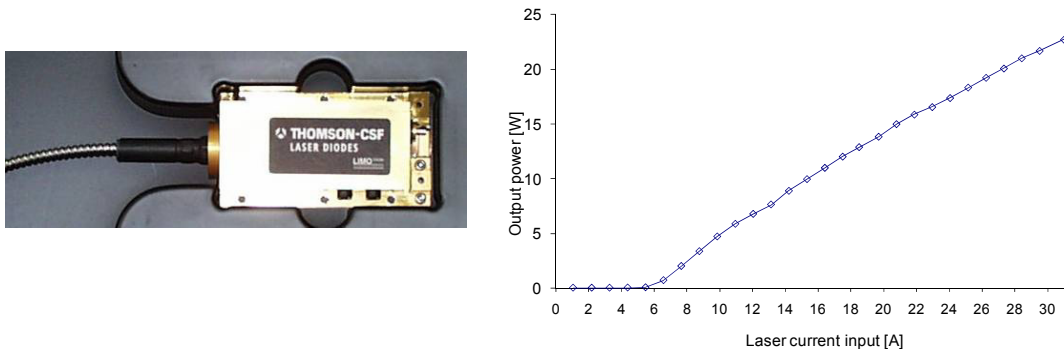 THOMSON-CSF
LASER DIODES
LIMO
Output power [W]
25
20
15
10
5
0
0 2 4 6 8 10 12 14 16 18 20 22 24 26 28 30
Laser current input [A]